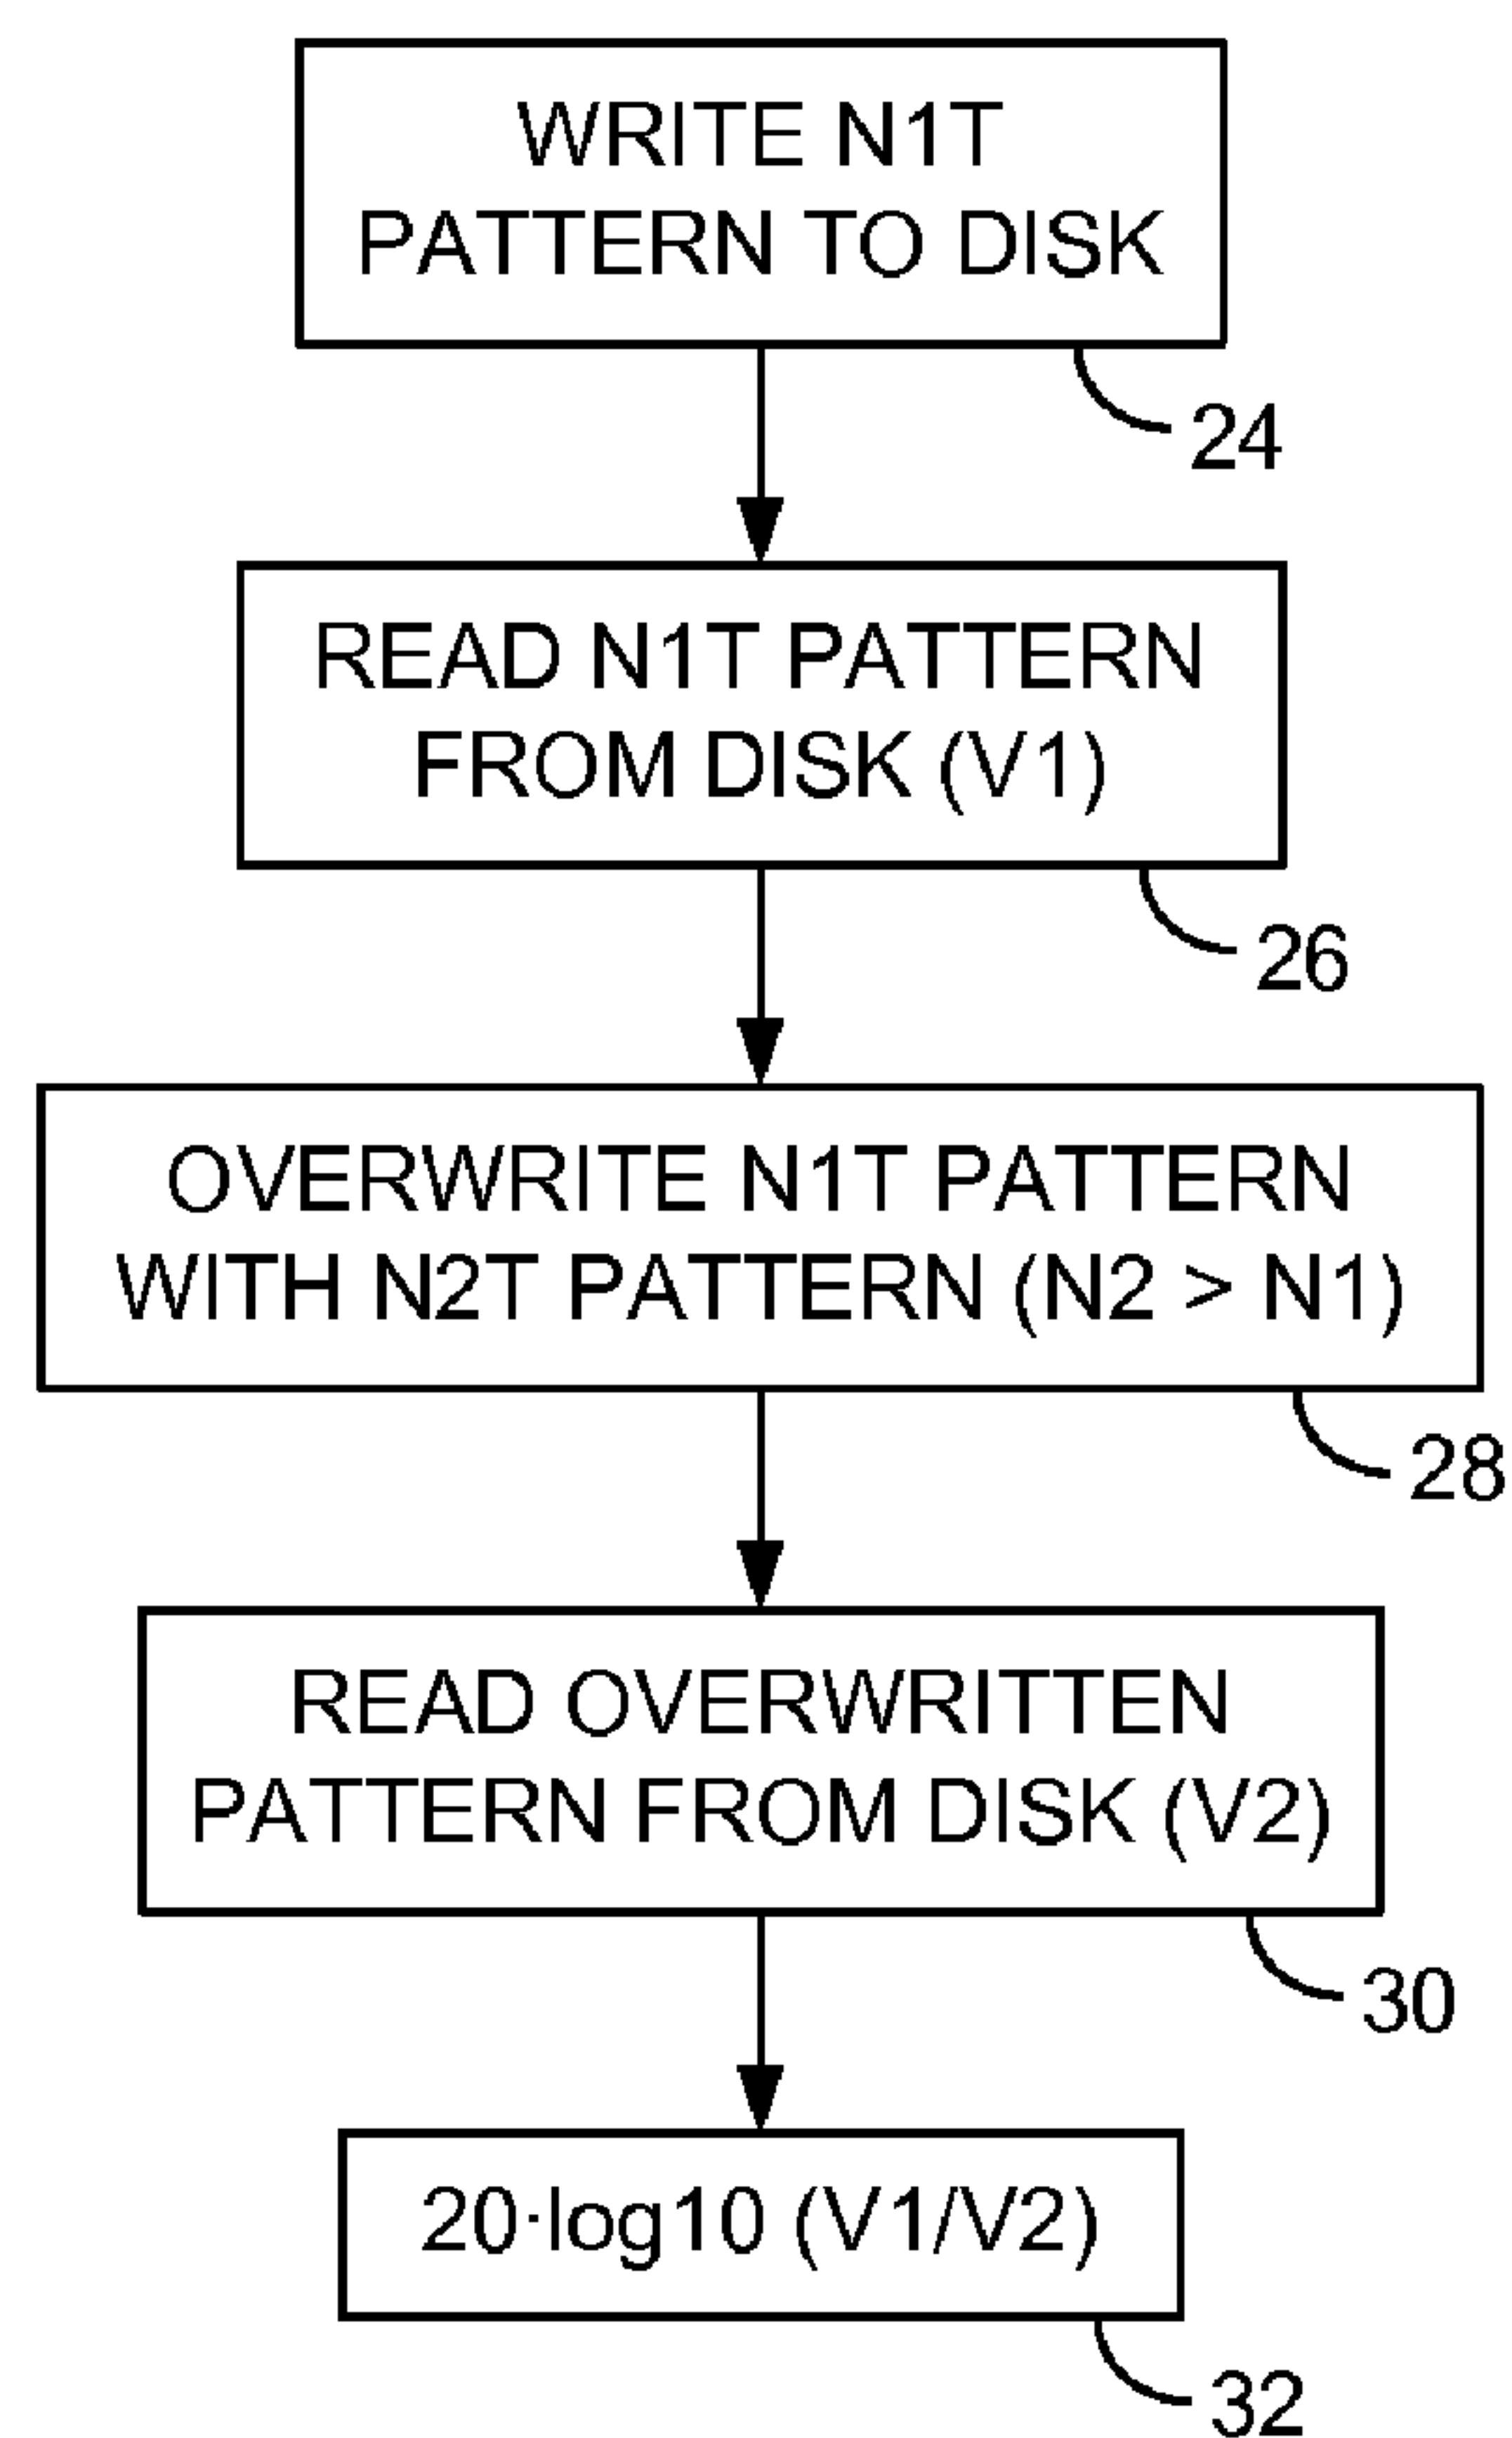 WRITE N1T
PATTERN TO DISK
24
READ N1T PATTERN
FROM DISK (V1)
26
OVERWRITE N1T PATTERN
WITH N2T PATTERN (N2 > N1)
28
READ OVERWRITTEN
PATTERN FROM DISK (V2)
30
20·log10 (V1/V2)
32